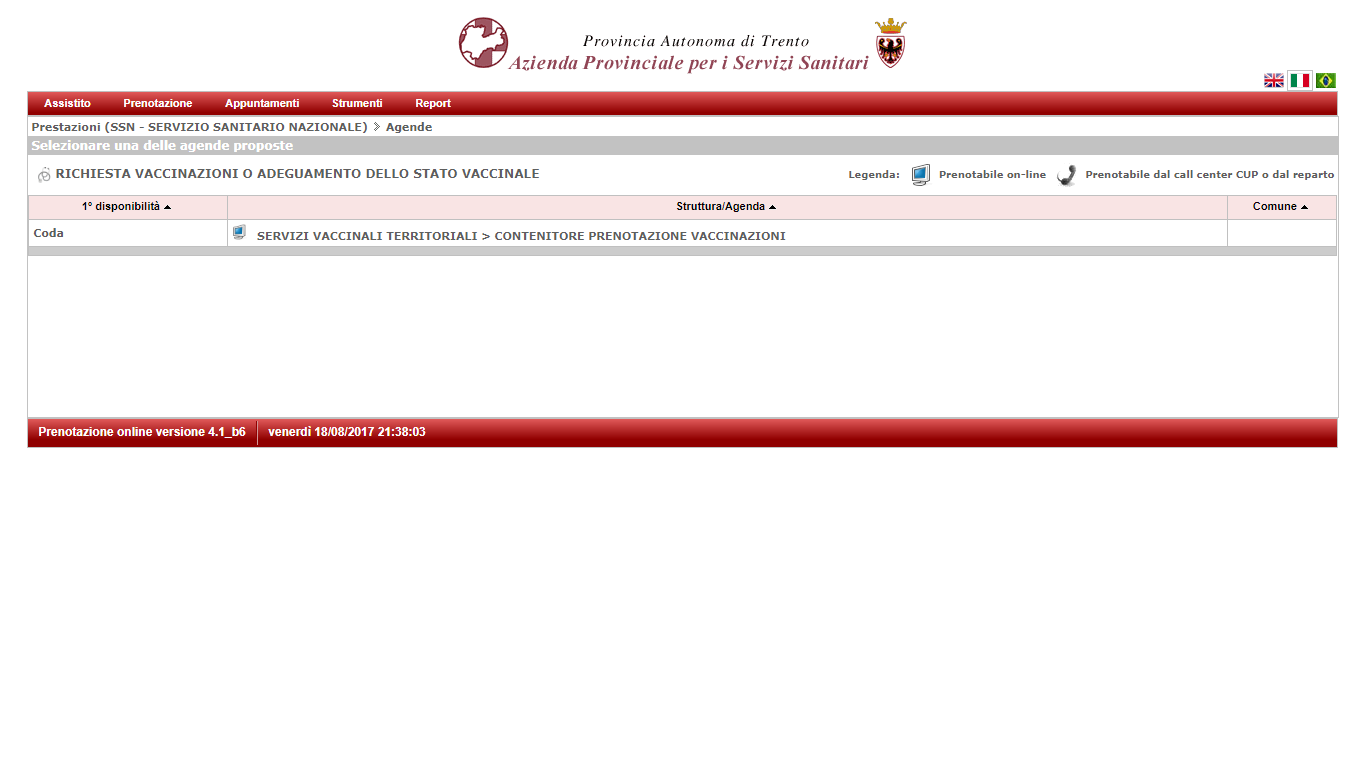 Provincia Autonoma di Trento
Azienda Provinciale per i Servizi Sanitari
Assistito Prenotazione Appuntamenti Strumenti Report
Prestazioni (SSN - SERVIZIO SANITARIO NAZIONALE) > Agende
Selezionare una delle agende proposte
RICHIESTA VACCINAZIONI O ADEGUAMENTO DELLO STATO VACCINALE Legenda: Prenotabile on-line Prenotabile dal call center CUP o dal reparto
1° disponibilità Struttura/Agenda Comune
Coda SERVIZI VACCINALI TERRITORIALI > CONTENITORE PRENOTAZIONE VACCINAZIONI
Prenotazione online versione 4.1_b6 venerdì 18/08/2017 21:38:03